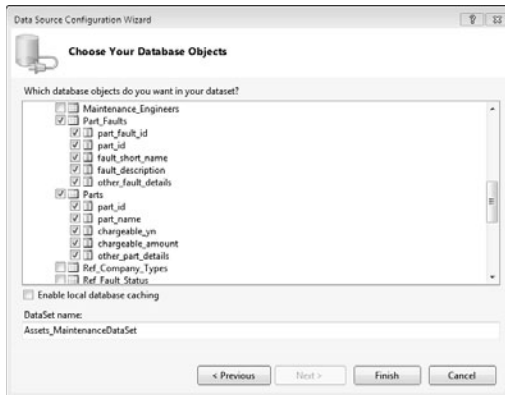 Data Source Configuration Wizard
Choose Your Database Objects
Which database objects do you want in your dataset?
Maintenance_Engineers
Part_Faults
part_fault_id
part_id
fault_short_name
fault_description
other_fault_details
Parts
part_id
part_name
chargeable_yn
chargeable_amount
other_part_details
Ref_Company_Types
Ref_Fault_Status
Enable local database caching
DataSet name:
Assets_MaintenanceDataSet
< Previous
Next >
Finish
Cancel